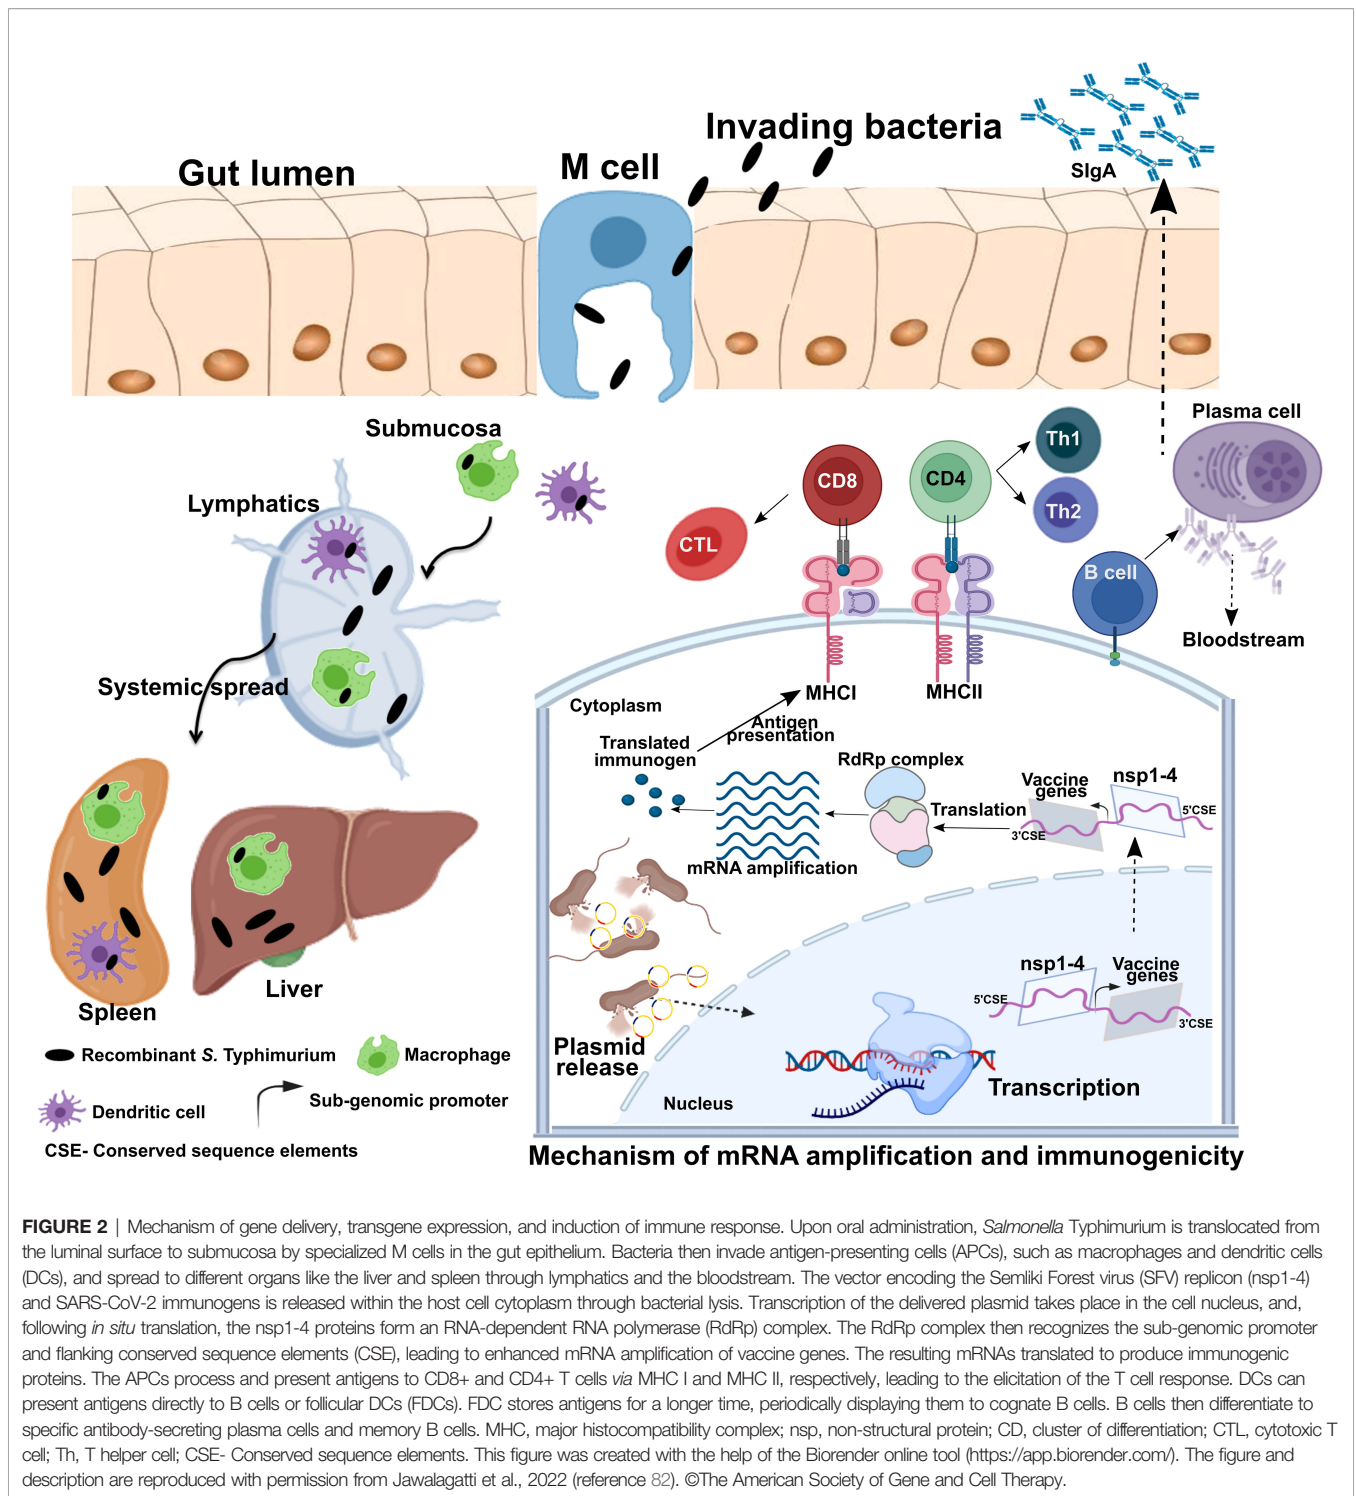 Invading bacteria
SIgA
Gut lumen
M cell
Submucosa
Plasma cell
Lymphatics
CD8
CD4
Th1
Th2
CTL
B cell
Bloodstream
Systemic spread
MHCI
MHCII
Cytoplasm
Antigen
presentation
Translated
immunogen
RdRp complex
Vaccine
genes
nsp1-4
5'CSE
Translation
3'CSE
mRNA amplification
nsp1-4
Vaccine
genes
5'CSE
3'CSE
Liver
Spleen
Plasmid
release
Transcription
Nucleus
Recombinant S. Typhimurium
Macrophage
Dendritic cell
Sub-genomic promoter
CSE- Conserved sequence elements
Mechanism of mRNA amplification and immunogenicity
FIGURE 2 | Mechanism of gene delivery, transgene expression, and induction of immune response. Upon oral administration, Salmonella Typhimurium is translocated from
the luminal surface to submucosa by specialized M cells in the gut epithelium. Bacteria then invade antigen-presenting cells (APCs), such as macrophages and dendritic cells
(DCs), and spread to different organs like the liver and spleen through lymphatics and the bloodstream. The vector encoding the Semliki Forest virus (SFV) replicon (nsp1-4)
and SARS-CoV-2 immunogens is released within the host cell cytoplasm through bacterial lysis. Transcription of the delivered plasmid takes place in the cell nucleus, and,
following in situ translation, the nsp1-4 proteins form an RNA-dependent RNA polymerase (RdRp) complex. The RdRp complex then recognizes the sub-genomic promoter
and flanking conserved sequence elements (CSE), leading to enhanced mRNA amplification of vaccine genes. The resulting mRNAs translated to produce immunogenic
proteins. The APCs process and present antigens to CD8+ and CD4+ T cells via MHC I and MHC II, respectively, leading to the elicitation of the T cell response. DCs can
present antigens directly to B cells or follicular DCs (FDCs). FDC stores antigens for a longer time, periodically displaying them to cognate B cells. B cells then differentiate to
specific antibody-secreting plasma cells and memory B cells. MHC, major histocompatibility complex; nsp, non-structural protein; CD, cluster of differentiation; CTL, cytotoxic T
cell; Th, T helper cell; CSE- Conserved sequence elements. This figure was created with the help of the Biorender online tool (https://app.biorender.com/). The figure and
description are reproduced with permission from Jawalagatti et al., 2022 (reference 82). ©The American Society of Gene and Cell Therapy.